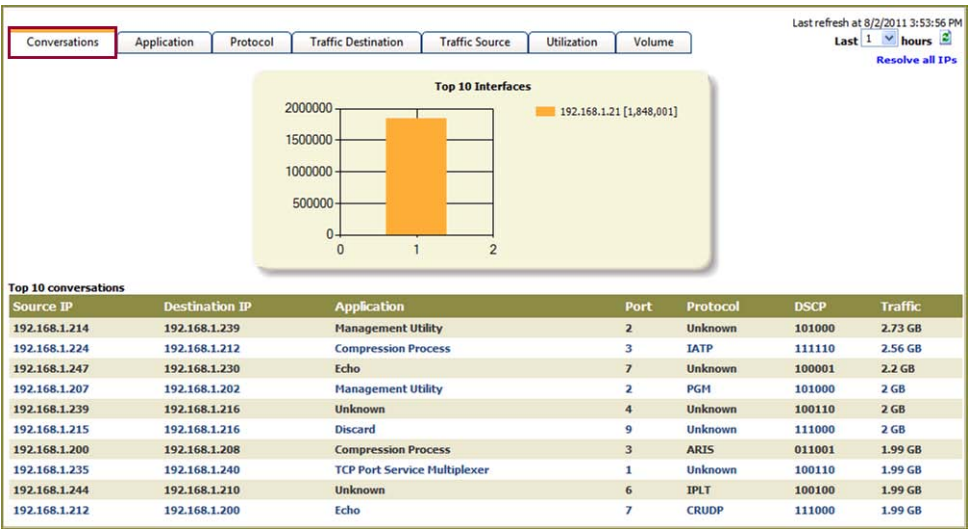 Last refresh at 8/2/2011 3:53:56 PM
Conversations Application Protocol Traffic Destination Traffic Source Utilization Volume
Last 1 hours
Resolve all IPs
Top 10 Interfaces
192.168.1.21 [1,848,001]
2000000
1500000
1000000
500000
0
0 1 2
Top 10 conversations
Source IP Destination IP Application Port Protocol DSCP Traffic
192.168.1.214 192.168.1.239 Management Utility 2 Unknown 101000 2.73 GB
192.168.1.224 192.168.1.212 Compression Process 3 IATP 111110 2.56 GB
192.168.1.247 192.168.1.230 Echo 7 Unknown 100001 2.2 GB
192.168.1.207 192.168.1.202 Management Utility 2 PGM 101000 2 GB
192.168.1.239 192.168.1.216 Unknown 4 Unknown 100110 2 GB
192.168.1.215 192.168.1.216 Discard 9 Unknown 111000 2 GB
192.168.1.200 192.168.1.208 Compression Process 3 ARIS 011001 1.99 GB
192.168.1.235 192.168.1.240 TCP Port Service Multiplexer 1 Unknown 100110 1.99 GB
192.168.1.244 192.168.1.210 Unknown 6 IPLT 100100 1.99 GB
192.168.1.212 192.168.1.200 Echo 7 CRUDP 111000 1.99 GB